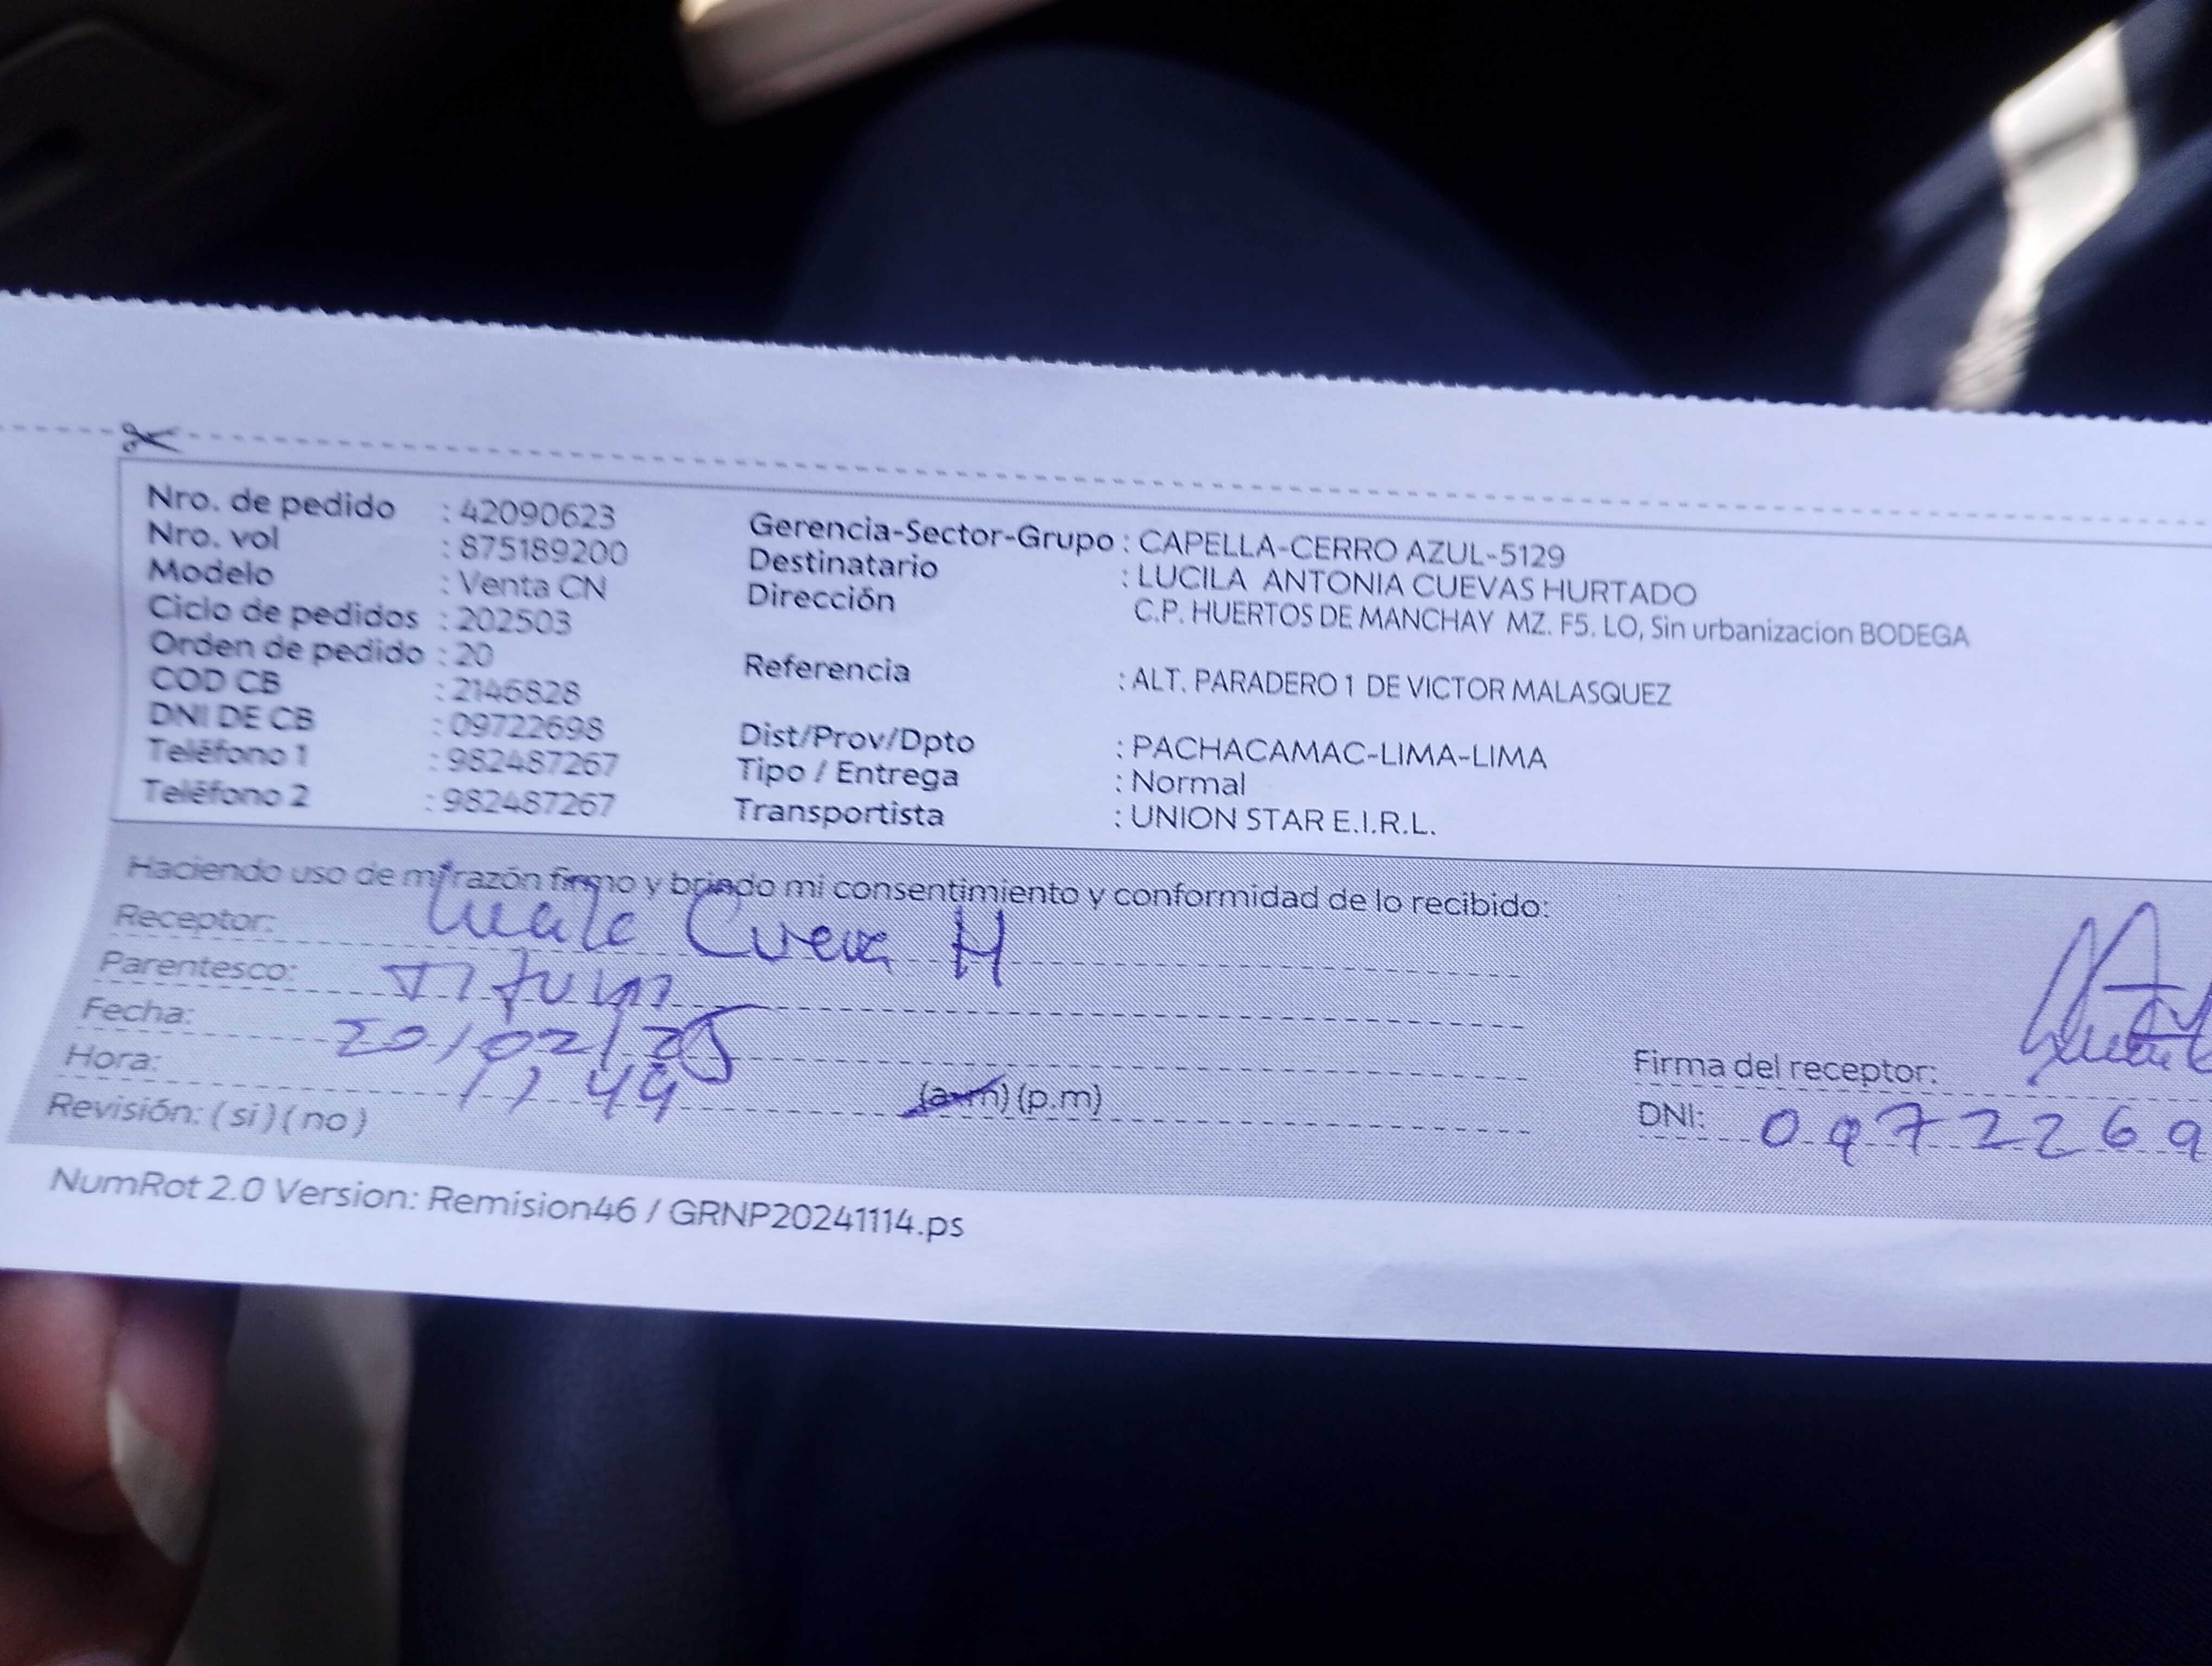 Nro. de pedido : 42090623
Nro. vol : 875189200
Modelo : Venta CN
Ciclo de pedidos : 202503
Orden de pedido : 20
COD CB : 2146828
DNI DE CB : 09722698
Teléfono 1 : 982487267
Teléfono 2 : 982487267
Gerencia-Sector-Grupo : CAPELLA-CERRO AZUL-5129
Destinatario : LUCILA ANTONIA CUEVAS HURTADO
Dirección C.P. HUERTOS DE MANCHAY MZ. F5. LO, Sin urbanizacion BODEGA
Referencia : ALT. PARADERO 1 DE VICTOR MALASQUEZ
Dist/Prov/Dpto : PACHACAMAC-LIMA-LIMA
Tipo / Entrega : Normal
Transportista : UNION STAR E.I.R.L.
Haciendo uso de mi razón firmo y brindo mi consentimiento y conformidad de lo recibido:
Receptor: Cueva H
Parentesco:
Fecha: 20/02/25
Hora: (a.m) (p.m)
Revisión: ( si ) ( no )
Firma del receptor:
DNI: 0972269
NumRot 2.0 Version: Remision46 / GRNP20241114.ps